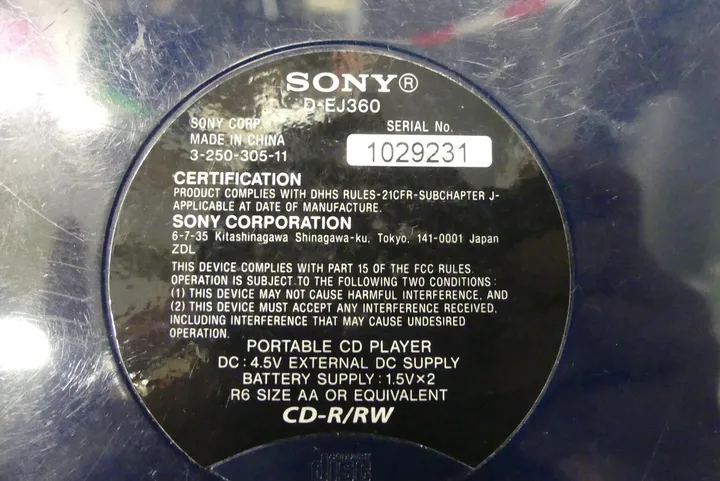 SONY®
D-EJ360
SONY CORP.
MADE IN CHINA
3-250-305-11
SERIAL No.
1029231
CERTIFICATION
PRODUCT COMPLIES WITH DHHS RULES-21CFR-SUBCHAPTER J-
APPLICABLE AT DATE OF MANUFACTURE.
SONY CORPORATION
6-7-35 Kitashinagawa Shinagawa-ku, Tokyo, 141-0001 Japan
ZDL
THIS DEVICE COMPLIES WITH PART 15 OF THE FCC RULES.
OPERATION IS SUBJECT TO THE FOLLOWING TWO CONDITIONS:
(1) THIS DEVICE MAY NOT CAUSE HARMFUL INTERFERENCE, AND
(2) THIS DEVICE MUST ACCEPT ANY INTERFERENCE RECEIVED,
INCLUDING INTERFERENCE THAT MAY CAUSE UNDESIRED
OPERATION.
PORTABLE CD PLAYER
DC: 4.5V EXTERNAL DC SUPPLY
BATTERY SUPPLY: 1.5V×2
R6 SIZE AA OR EQUIVALENT
CD-R/RW
COMPACT
disc